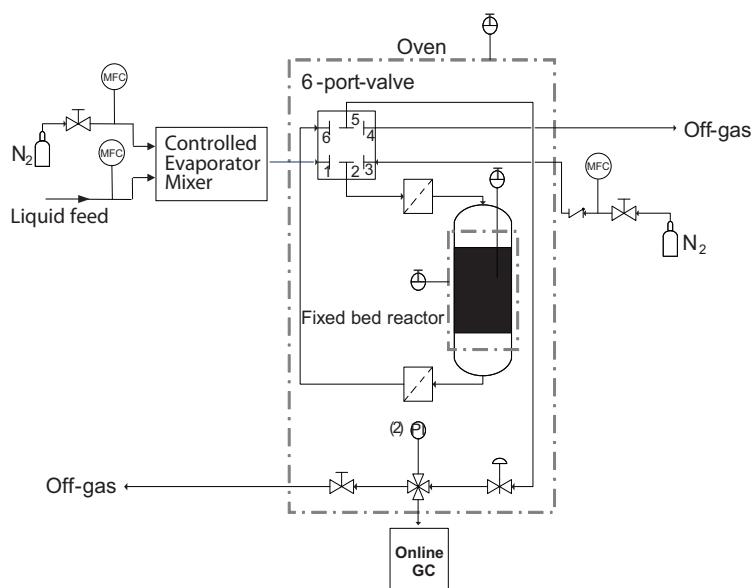 Oven
6-port-valve
MFC
5
6
4
Off-gas
N2
MFC
Controlled
Evaporator
Mixer
1
2
3
MFC
Liquid feed
N2
Fixed bed reactor
(2) PI
Off-gas
Online
GC